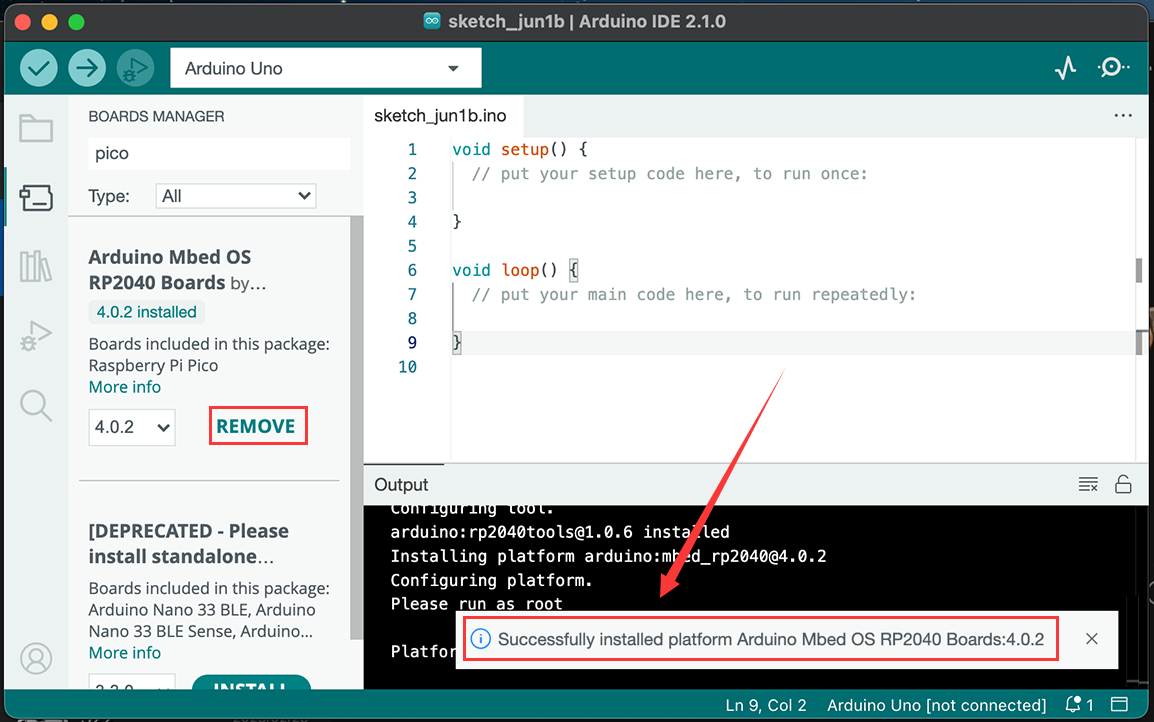 sketch_jun1b | Arduino IDE 2.1.0
Arduino Uno
BOARDS MANAGER
pico
Type: All
Arduino Mbed OS
RP2040 Boards by...
4.0.2 installed
Boards included in this package:
Raspberry Pi Pico
More info
4.0.2
REMOVE
[DEPRECATED - Please
install standalone...
Boards included in this package:
Arduino Nano 33 BLE, Arduino
Nano 33 BLE Sense, Arduino...
More info
INSTALL
sketch_jun1b.ino
1 void setup() {
2 // put your setup code here, to run once:
3
4 }
5
6 void loop() {
7 // put your main code here, to run repeatedly:
8
9 }
10
Output
Configuring tool.
arduino:rp2040tools@1.0.6 installed
Installing platform arduino:mbed_rp2040@4.0.2
Configuring platform.
Please run as root
Platfor
Successfully installed platform Arduino Mbed OS RP2040 Boards:4.0.2
Ln 9, Col 2 Arduino Uno [not connected] 1